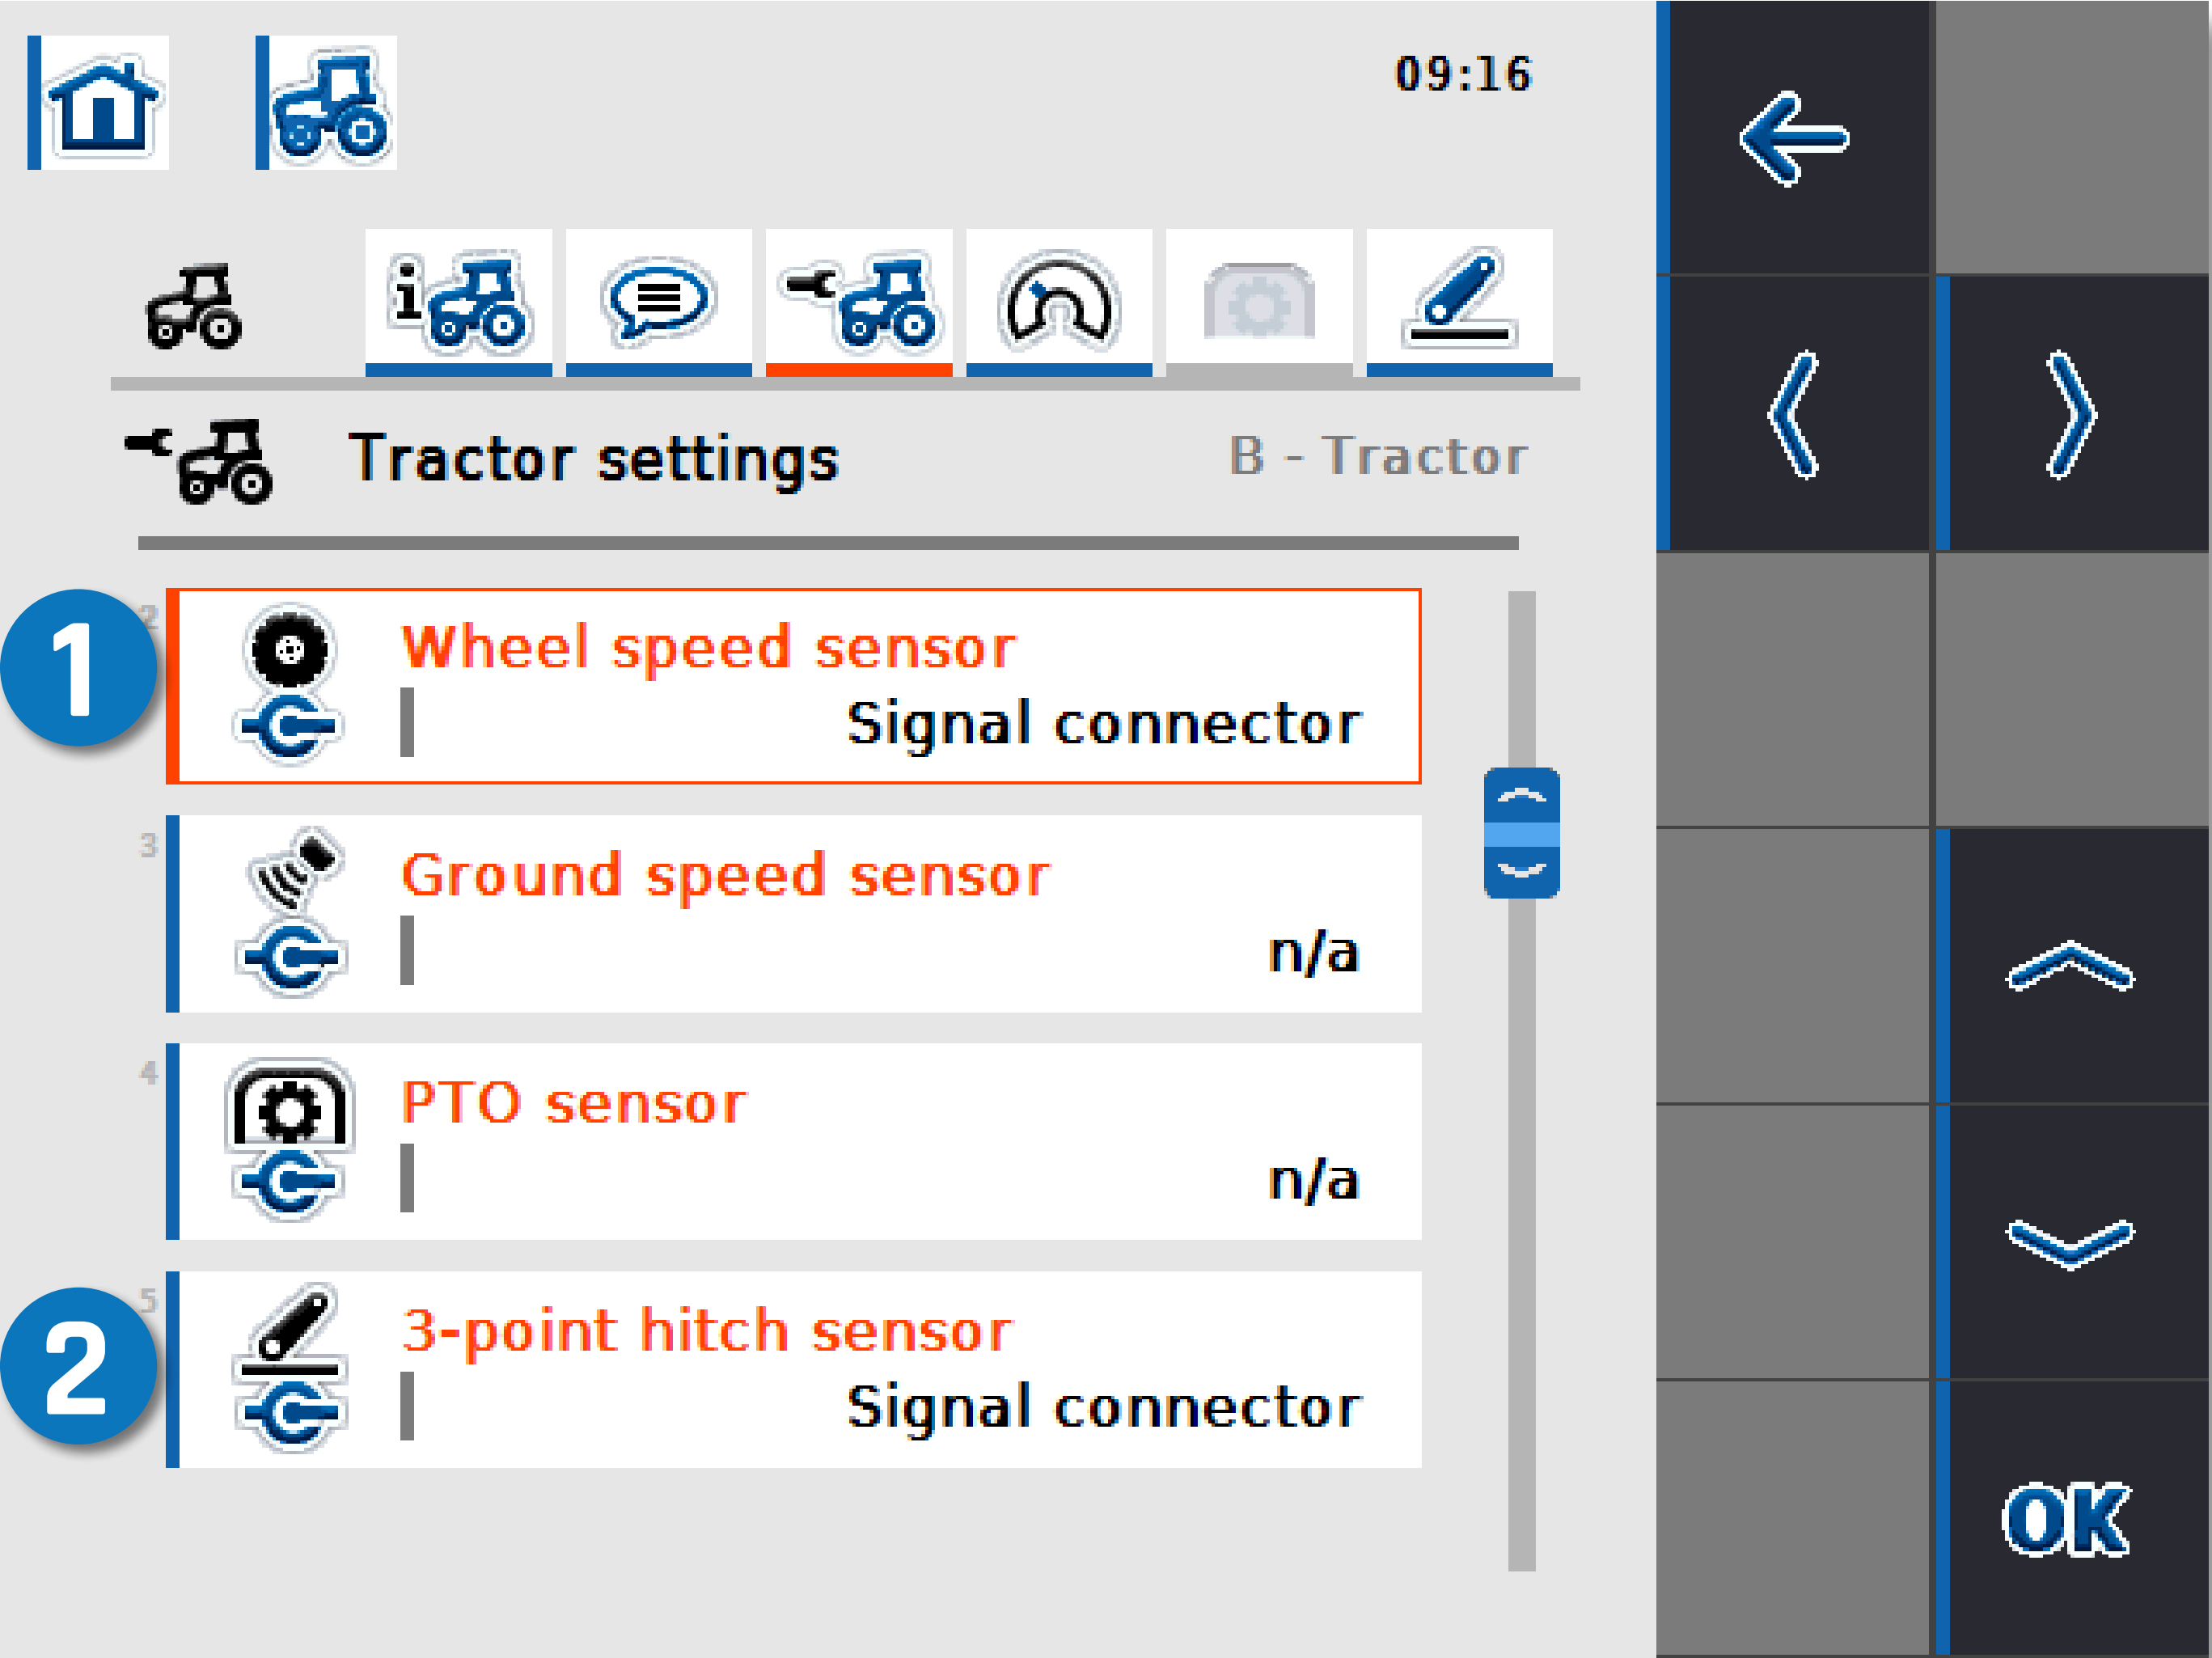 09:16
i
Tractor settings
B - Tractor
1
2
Wheel speed sensor
Signal connector
3
Ground speed sensor
n/a
4
PTO sensor
n/a
2
5
3-point hitch sensor
Signal connector
OK